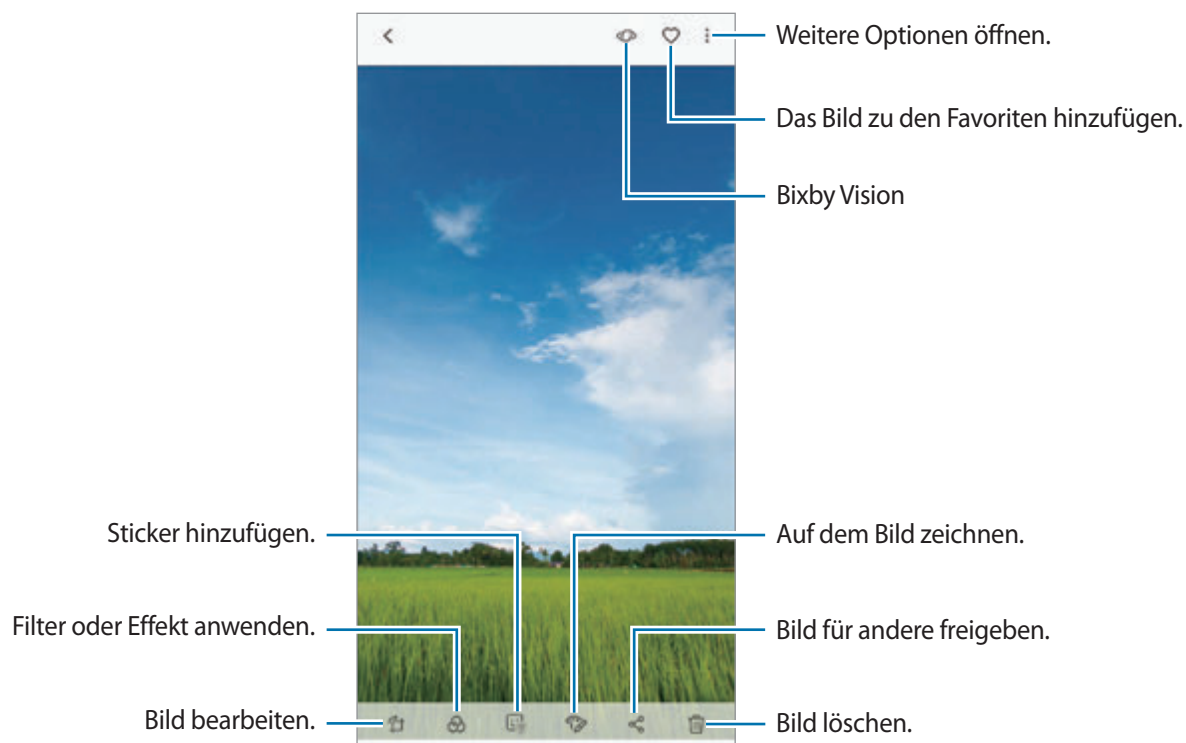 Weitere Optionen öffnen.
Das Bild zu den Favoriten hinzufügen.
Bixby Vision
Sticker hinzufügen.
Auf dem Bild zeichnen.
Filter oder Effekt anwenden.
Bild für andere freigeben.
Bild bearbeiten.
Bild löschen.